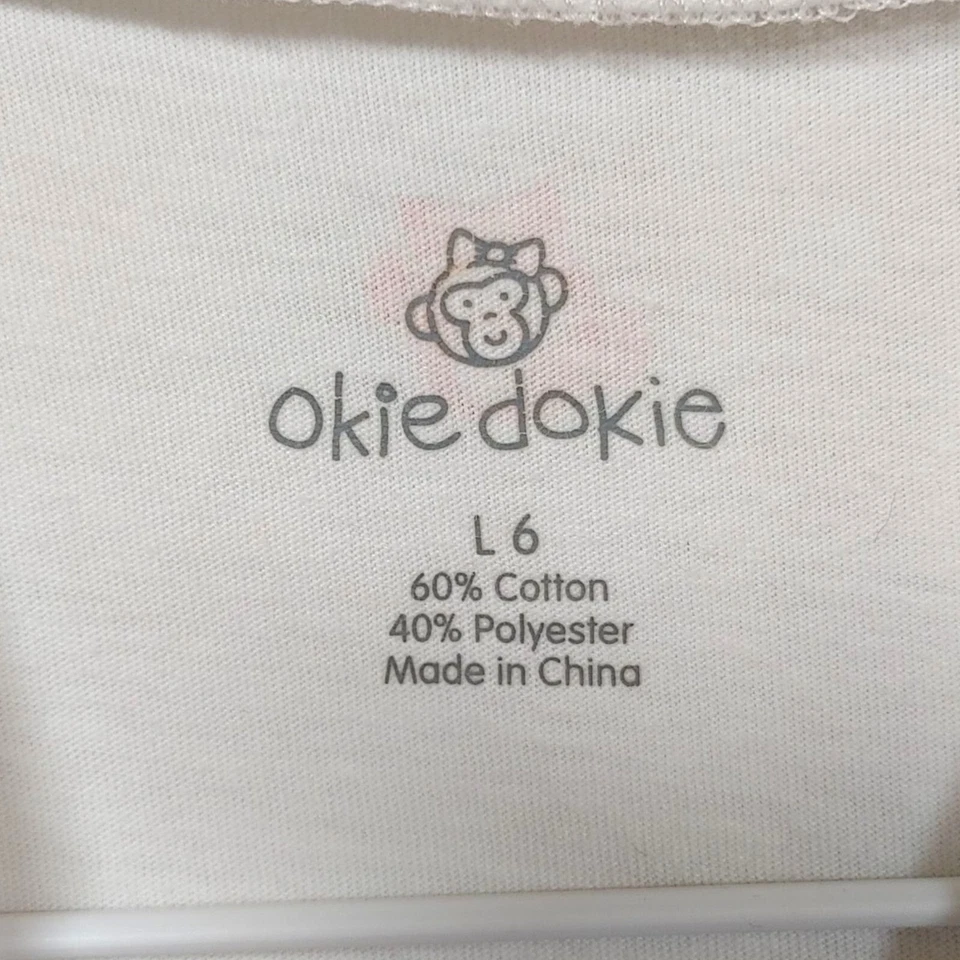 okie dokie
L 6
60% Cotton
40% Polyester
Made in China